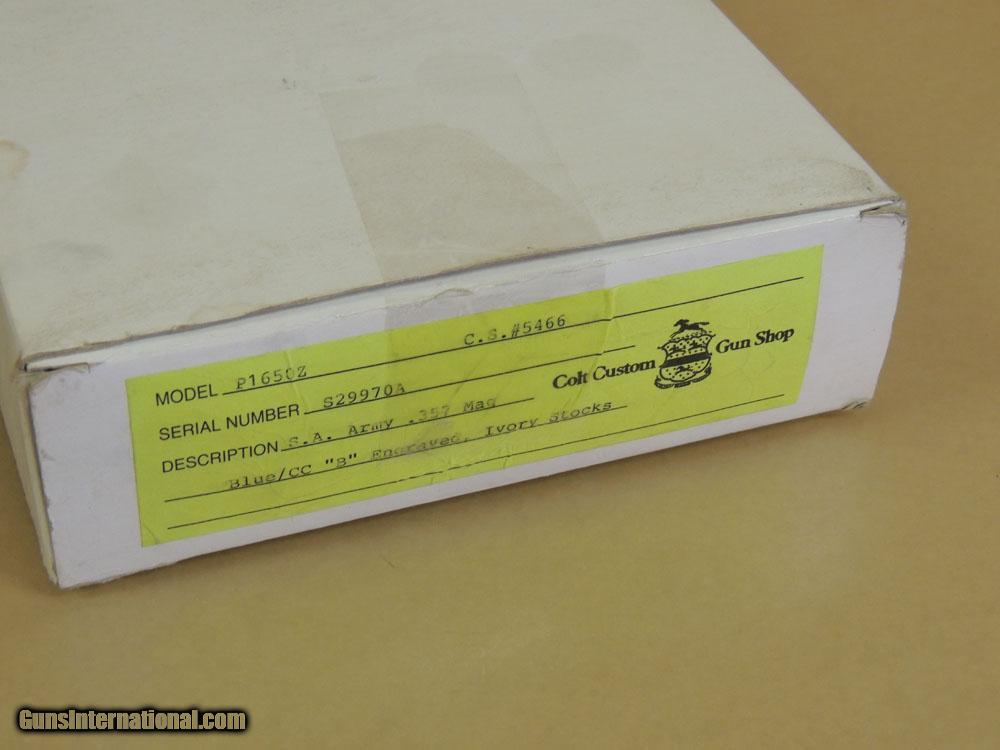 MODEL P1650Z C.S.#5466
SERIAL NUMBER S29970A
DESCRIPTION S.A. Army .357 Mag
Blue/CC "B" Engraved, Ivory Stocks
Colt Custom Gun Shop
GunsInternational.com